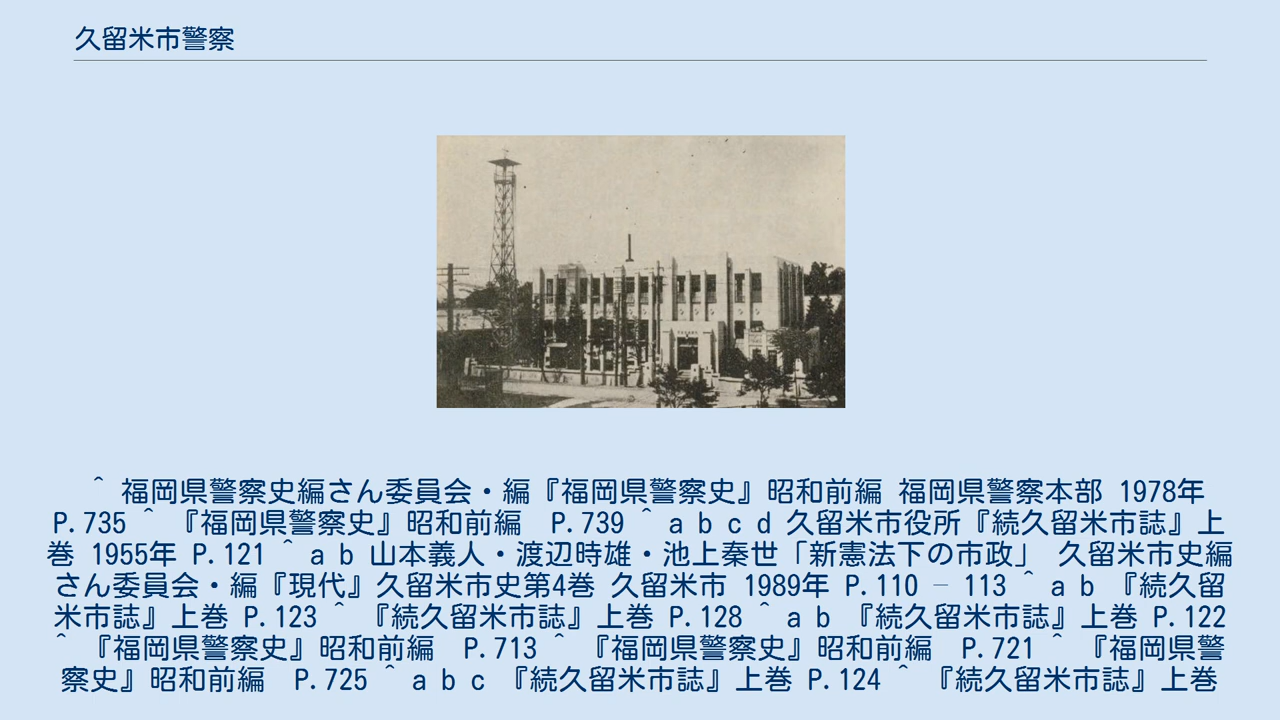 久留米市警察
^ 福岡県警察史編さん委員会・編『福岡県警察史』昭和前編 福岡県警察本部 1978年
P.735 ^ 『福岡県警察史』昭和前編　P.739 ^ a b c d 久留米市役所『続久留米市誌』上
巻 1955年 P.121 ^ a b 山本義人・渡辺時雄・池上秦世「新憲法下の市政」 久留米市史編
さん委員会・編『現代』久留米市史第4巻 久留米市 1989年 P.110 – 113 ^ a b 『続久留
米市誌』上巻 P.123 ^ 『続久留米市誌』上巻 P.128 ^ a b 『続久留米市誌』上巻 P.122
^ 『福岡県警察史』昭和前編　P.713 ^ 『福岡県警察史』昭和前編　P.721 ^ 『福岡県警
察史』昭和前編　P.725 ^ a b c 『続久留米市誌』上巻 P.124 ^ 『続久留米市誌』上巻